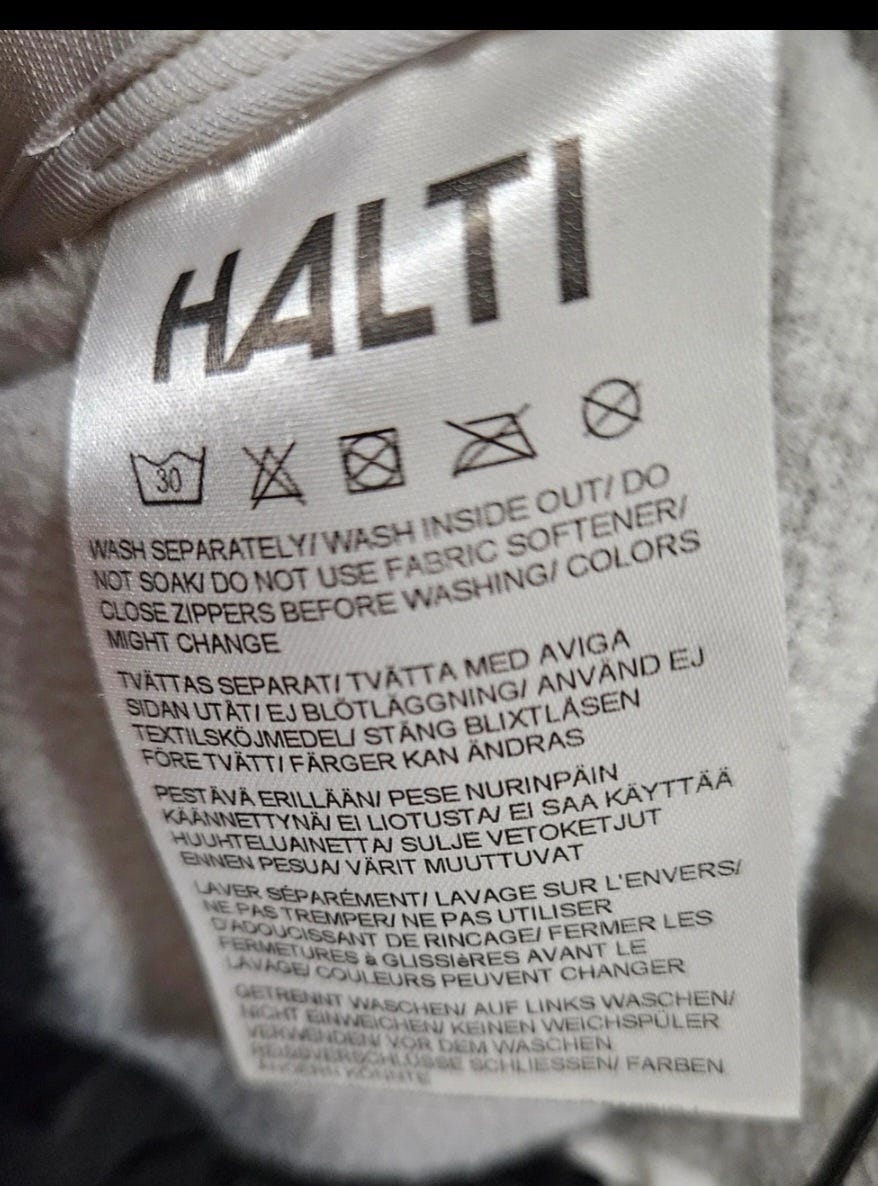 HALTI
30
WASH SEPARATELY/ WASH INSIDE OUT/ DO
NOT SOAK/ DO NOT USE FABRIC SOFTENER/
CLOSE ZIPPERS BEFORE WASHING/ COLORS
MIGHT CHANGE
TVÄTTAS SEPARAT/ TVÄTTA MED AVIGA
SIDAN UTÅT/ EJ BLÖTLÄGGNING/ ANVÄND EJ
TEXTILSKÖJMEDEL/ STÄNG BLIXTLÅSEN
FÖRE TVÄTT/ FÄRGER KAN ÄNDRAS
PESTÄVÄ ERILLÄÄN/ PESE NURINPÄIN
KÄÄNNETTYNÄ/ EI LIOTUSTA/ EI SAA KÄYTTÄÄ
HUUHTELUAINETTA/ SULJE VETOKETJUT
ENNEN PESUA/ VÄRIT MUUTTUVAT
LAVER SÉPARÉMENT/ LAVAGE SUR L'ENVERS/
NE PAS TREMPER/ NE PAS UTILISER
D'ADOUCISSANT DE RINCAGE/ FERMER LES
FERMETURES à GLISSIèRES AVANT LE
LAVAGE/ COULEURS PEUVENT CHANGER
GETRENNT WASCHEN/ AUF LINKS WASCHEN/
NICHT EINWEICHEN/ KEINEN WEICHSPÜLER
VERWENDEN/ VOR DEM WASCHEN
REISSVERSCHLÜSSE SCHLIESSEN/ FARBEN
ÄNDERN KÖNNTE